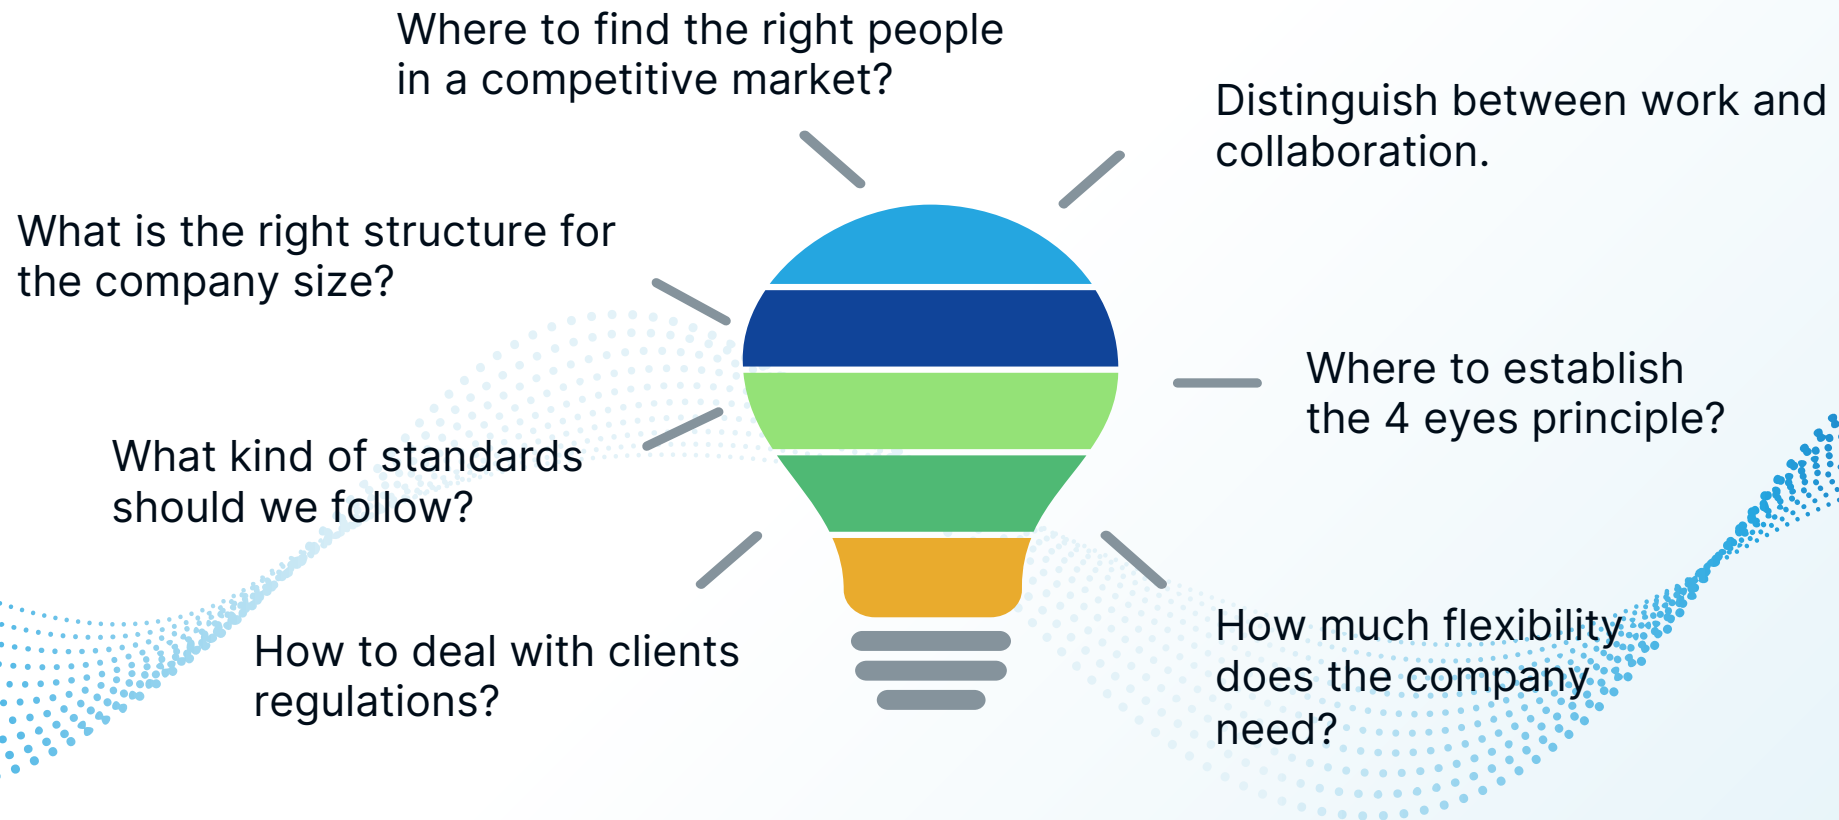 Where to find the right people
in a competitive market?
Distinguish between work and
collaboration.
What is the right structure for
the company size?
Where to establish
the 4 eyes principle?
What kind of standards
should we follow?
How much flexibility
does the company
need?
How to deal with clients
regulations?